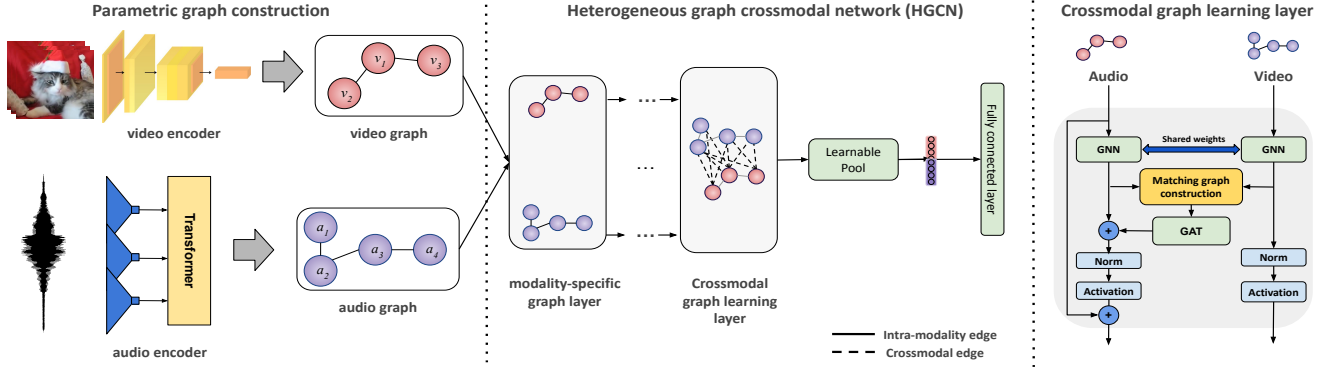 Parametric graph construction
video encoder
v1
v2
v3
video graph
Transformer
audio encoder
a1
a2
a3
a4
audio graph
Heterogeneous graph crossmodal network (HGCN)
modality-specific
graph layer
...
...
...
Crossmodal
graph learning
layer
Learnable
Pool
Fully connected layer
Intra-modality edge
Crossmodal edge
Crossmodal graph learning layer
Audio
Video
GNN
Shared weights
GNN
Matching graph
construction
GAT
+
Norm
Activation
+
Norm
Activation